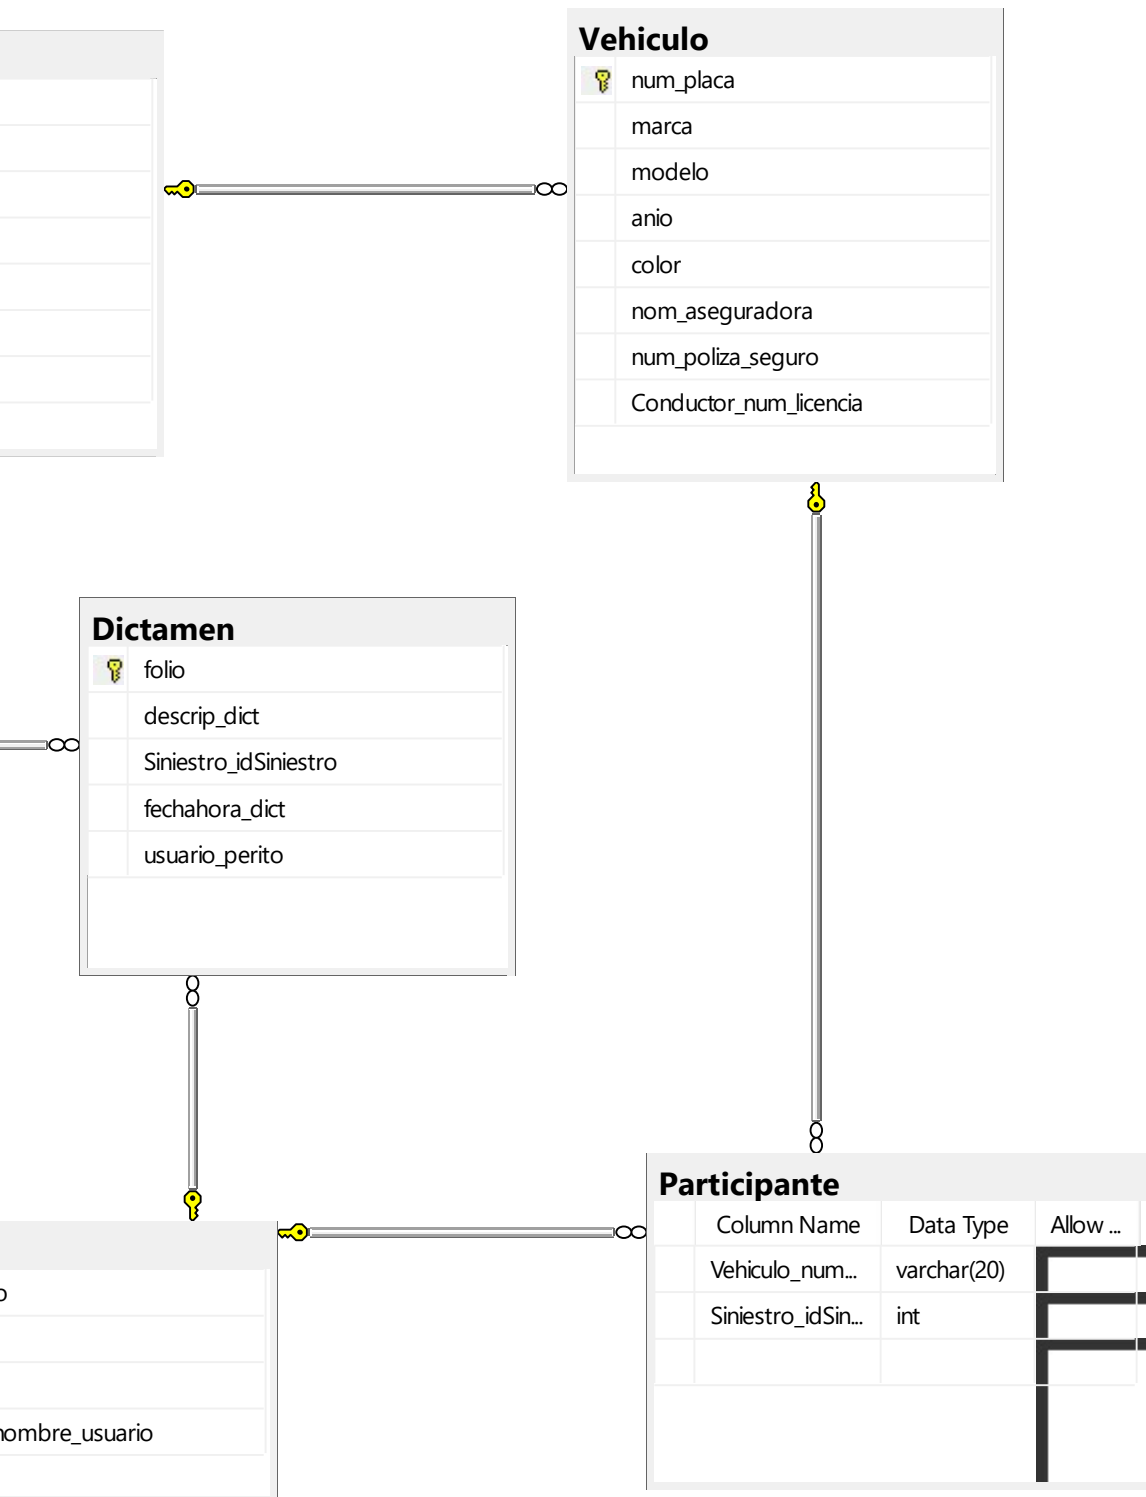 Vehiculo
num_placa
marca
modelo
anio
color
nom_aseguradora
num_poliza_seguro
Conductor_num_licencia
Dictamen
folio
descrip_dict
Siniestro_idSiniestro
fechahora_dict
usuario_perito
Participante
Column Name Data Type Allow ...
Vehiculo_num... varchar(20)
Siniestro_idSin... int
nombre_usuario